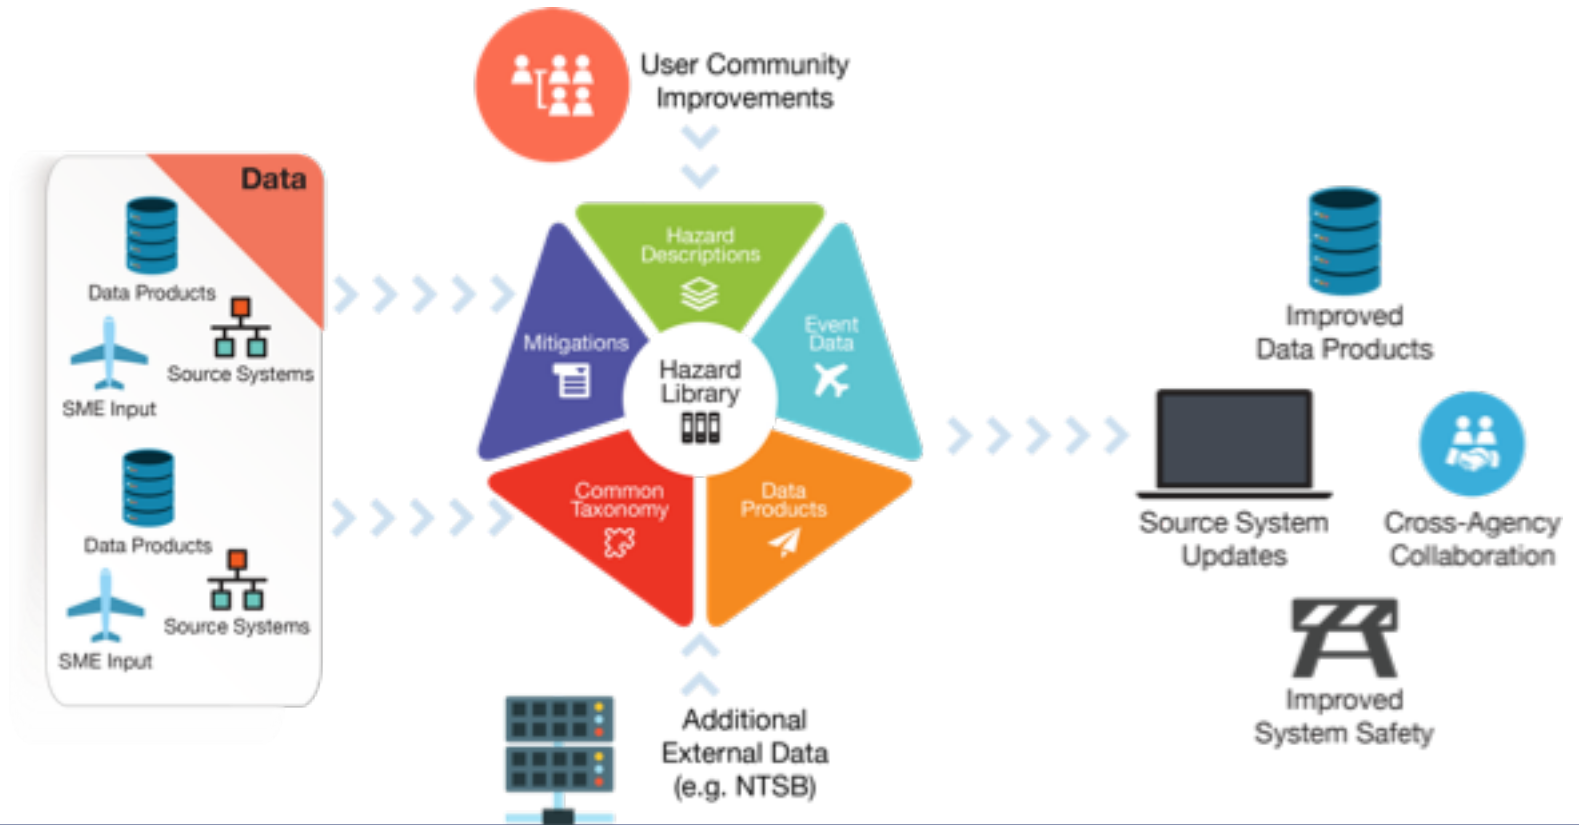 User Community
Improvements
Data
Data Products
Source Systems
SME Input
Data Products
Source Systems
SME Input
Hazard
Descriptions
Mitigations
Event
Data
Hazard
Library
Common
Taxonomy
Data
Products
Additional
External Data
(e.g. NTSB)
Improved
Data Products
Source System
Updates
Cross-Agency
Collaboration
Improved
System Safety